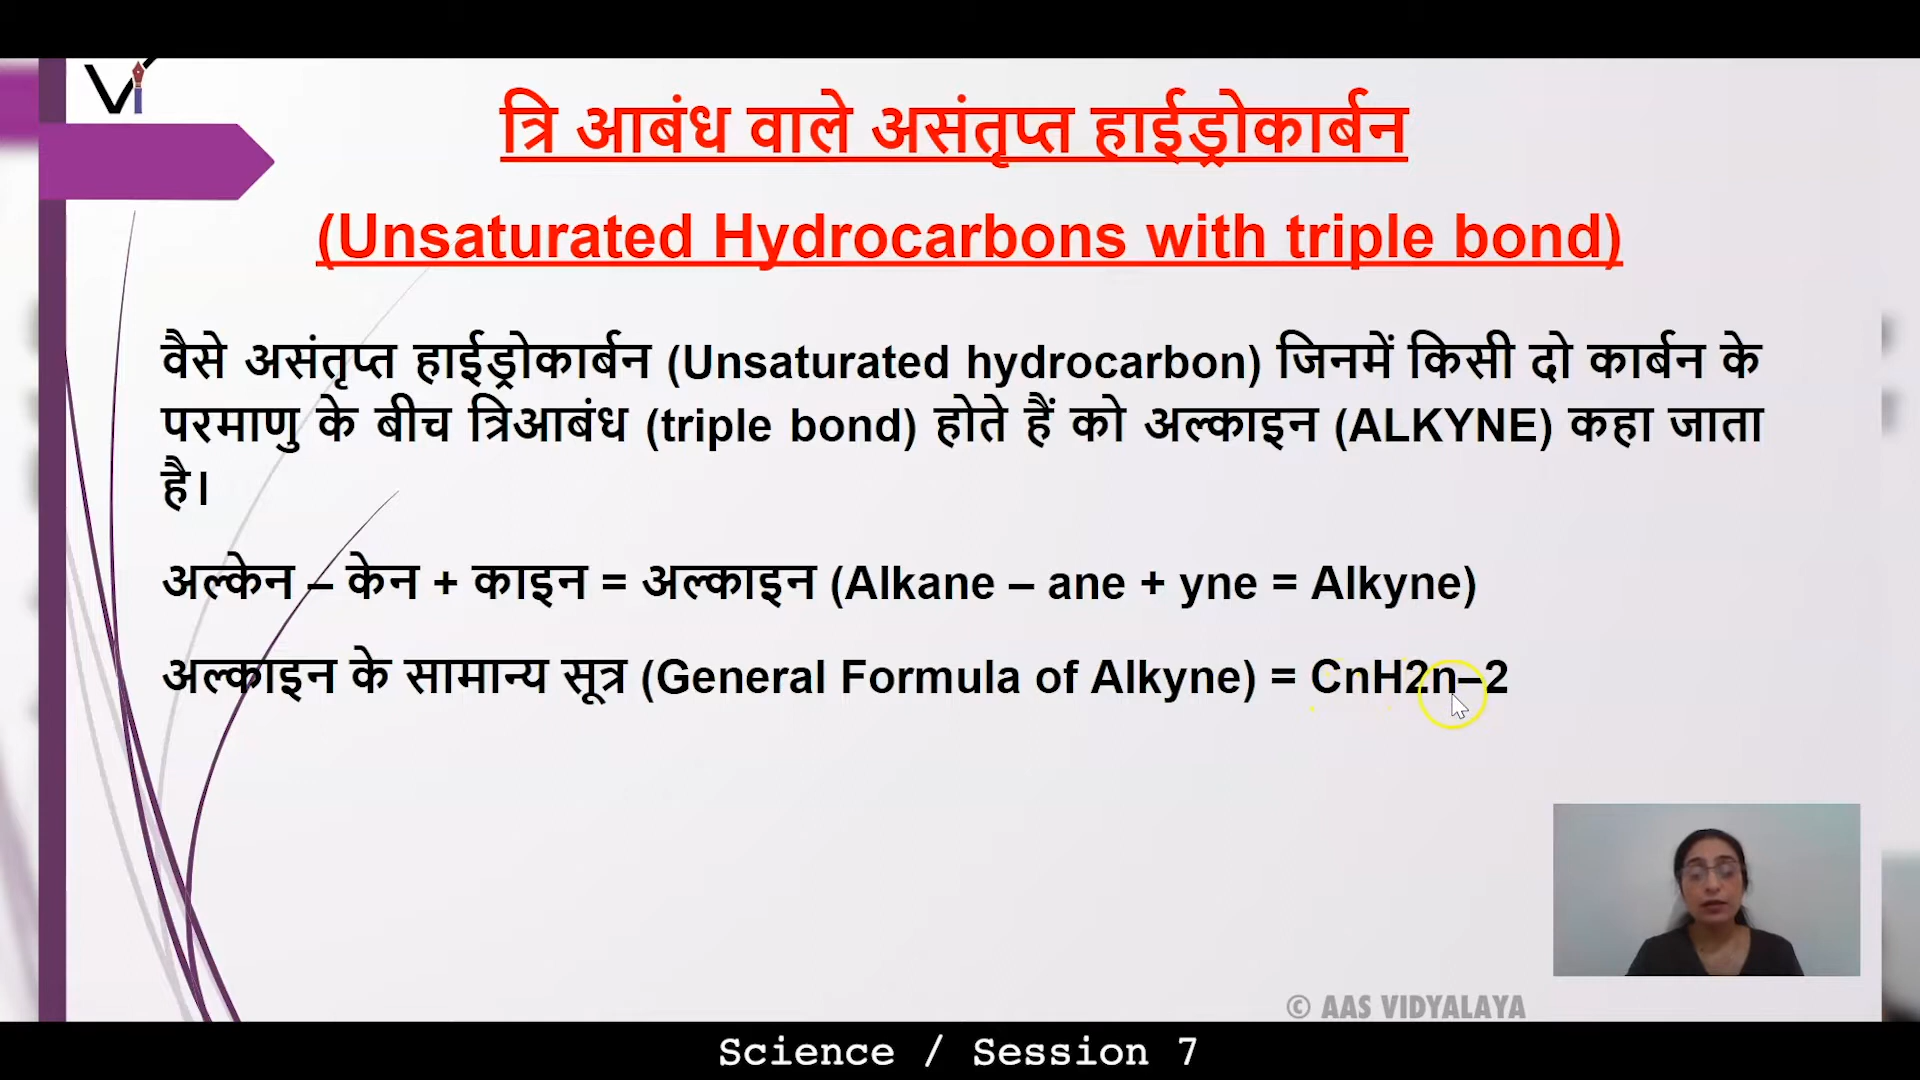 Vi
त्रि आबंध वाले असंतृप्त हाईड्रोकार्बन
(Unsaturated Hydrocarbons with triple bond)
वैसे असंतृप्त हाईड्रोकार्बन (Unsaturated hydrocarbon) जिनमें किसी दो कार्बन के
परमाणु के बीच त्रिआबंध (triple bond) होते हैं को अल्काइन (ALKYNE) कहा जाता
है।
अल्केन – केन + काइन = अल्काइन (Alkane – ane + yne = Alkyne)
अल्काइन के सामान्य सूत्र (General Formula of Alkyne) = CnH2n–2
© AAS VIDYALAYA
Science / Session 7